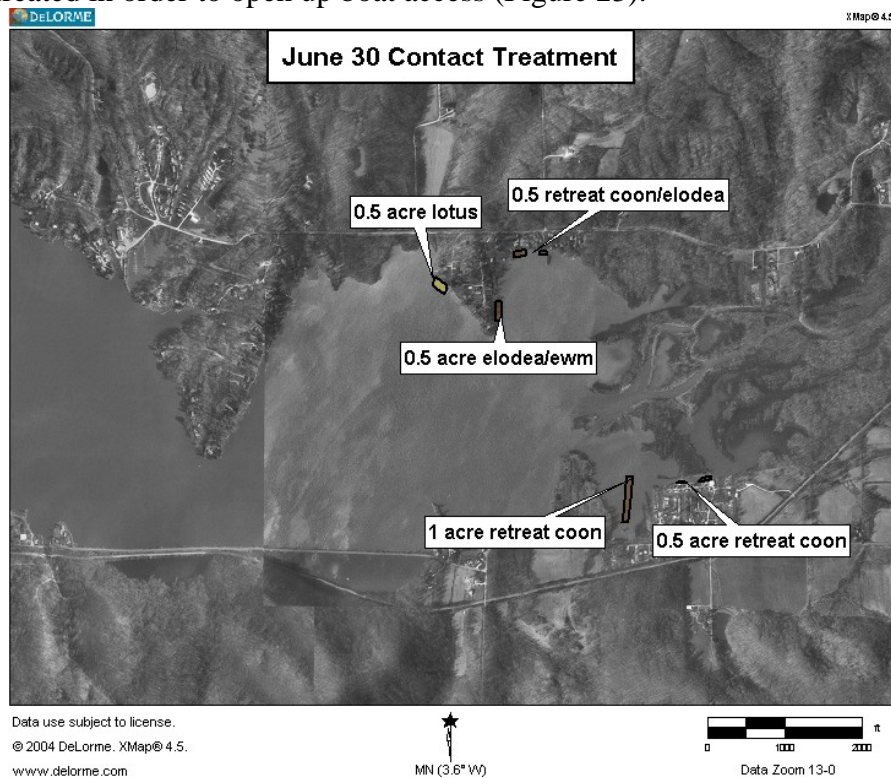 icated in order to open up boat access (Figure 25).
DELORME
XMap® 4.5
June 30 Contact Treatment
0.5 retreat coon/elodea
0.5 acre lotus
0.5 acre elodea/ewm
1 acre retreat coon
0.5 acre retreat coon
Data use subject to license.
© 2004 DeLorme. XMap® 4.5.
www.delorme.com
MN (3.6° W)
ft
0 1000 2000
Data Zoom 13-0